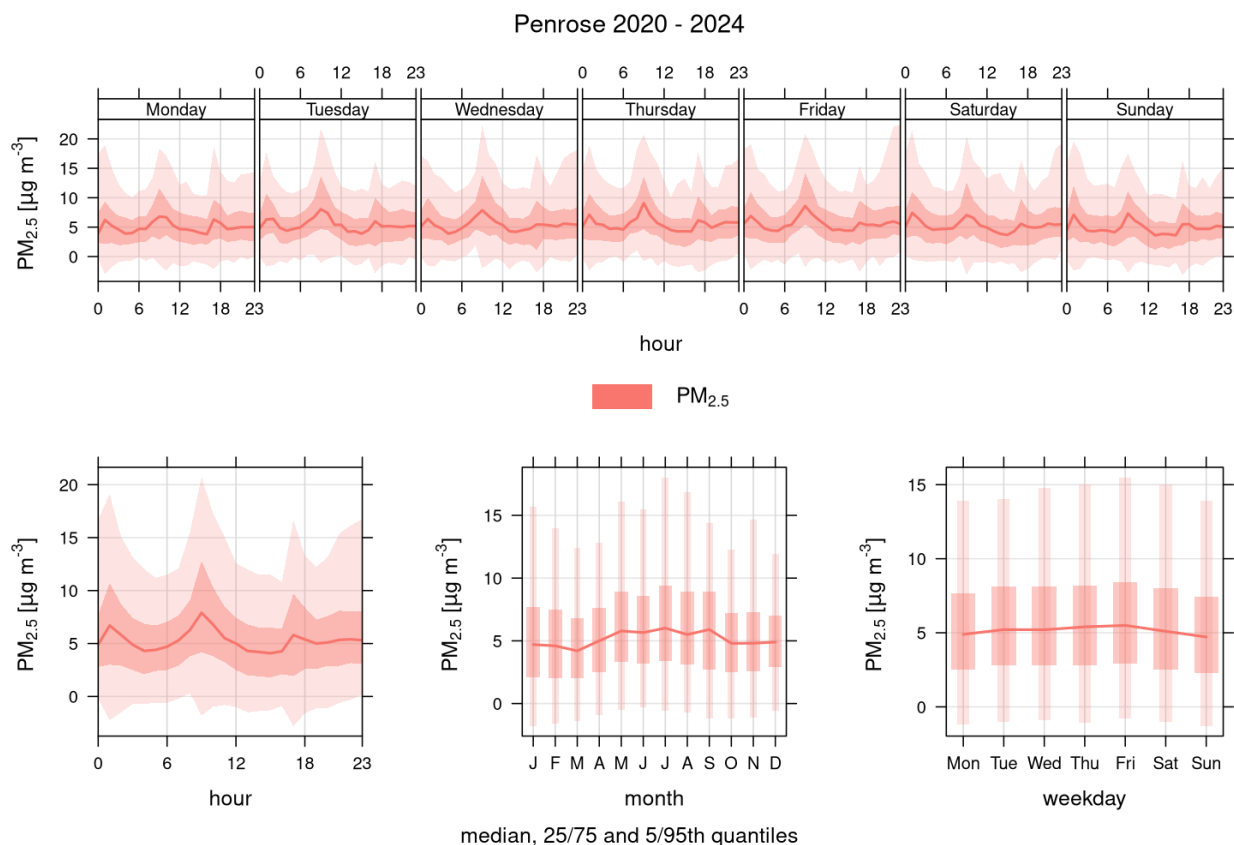 Penrose 2020 - 2024
0 6 12 18 23 0 6 12 18 23 0 6 12 18 23
Monday Tuesday Wednesday Thursday Friday Saturday Sunday
PM2.5 [µg m-3]
20
15
10
5
0
0 6 12 18 23 0 6 12 18 23 0 6 12 18 23 0 6 12 18 23
hour
PM2.5
PM2.5 [µg m-3]
20
15
10
5
0
0 6 12 18 23
hour
PM2.5 [µg m-3]
15
10
5
0
J F M A M J J A S O N D
month
PM2.5 [µg m-3]
15
10
5
0
Mon Tue Wed Thu Fri Sat Sun
weekday
median, 25/75 and 5/95th quantiles